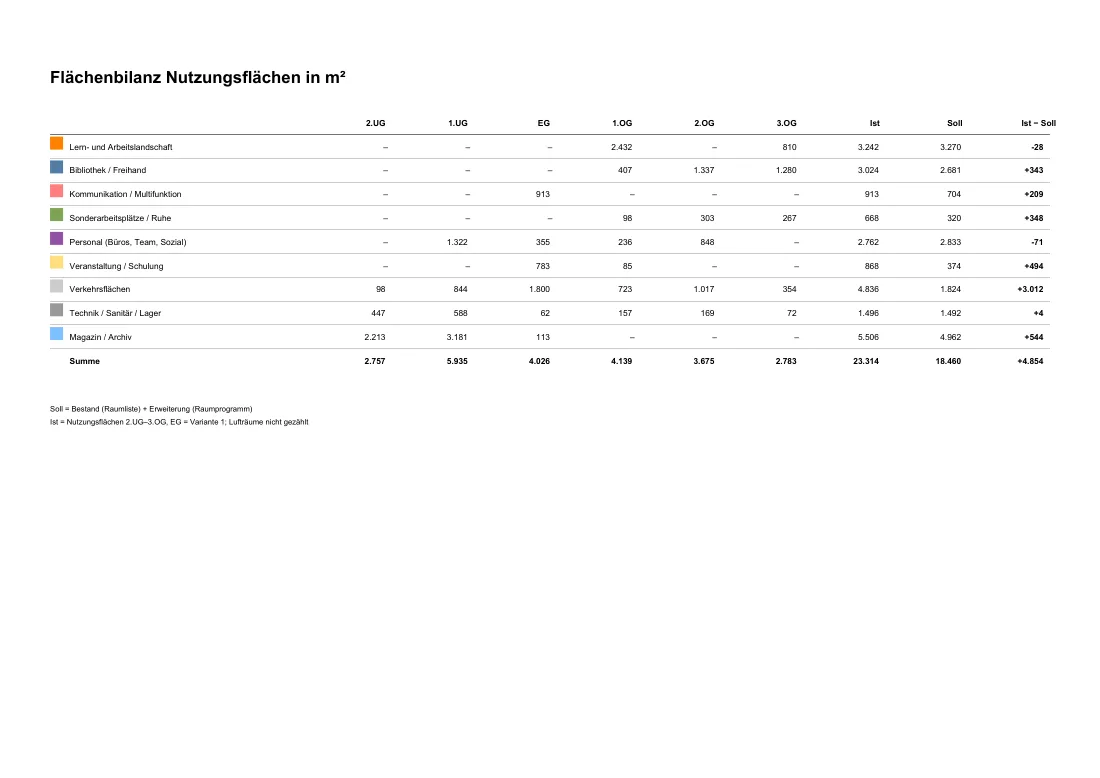 Flächenbilanz Nutzungsflächen in m²
2.UG 1.UG EG 1.OG 2.OG 3.OG Ist Soll Ist − Soll
Lern- und Arbeitslandschaft – – – 2.432 – 810 3.242 3.270 -28
Bibliothek / Freihand – – – 407 1.337 1.280 3.024 2.681 +343
Kommunikation / Multifunktion – – 913 – – – 913 704 +209
Sonderarbeitsplätze / Ruhe – – – 98 303 267 668 320 +348
Personal (Büros, Team, Sozial) – 1.322 355 236 848 – 2.762 2.833 -71
Veranstaltung / Schulung – – 783 85 – – 868 374 +494
Verkehrsflächen 98 844 1.800 723 1.017 354 4.836 1.824 +3.012
Technik / Sanitär / Lager 447 588 62 157 169 72 1.496 1.492 +4
Magazin / Archiv 2.213 3.181 113 – – – 5.506 4.962 +544
Summe 2.757 5.935 4.026 4.139 3.675 2.783 23.314 18.460 +4.854
Soll = Bestand (Raumliste) + Erweiterung (Raumprogramm)
Ist = Nutzungsflächen 2.UG–3.OG, EG = Variante 1; Lufträume nicht gezählt